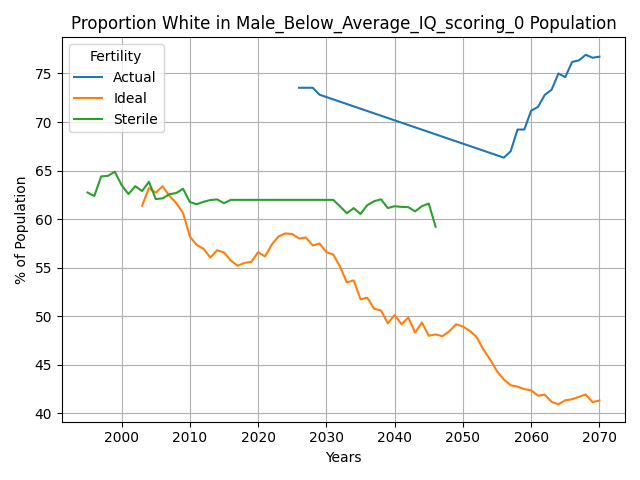 Proportion White in Male_Below_Average_IQ_scoring_0 Population
Fertility
Actual
Ideal
Sterile
% of Population
75
70
65
60
55
50
45
40
2000 2010 2020 2030 2040 2050 2060 2070
Years